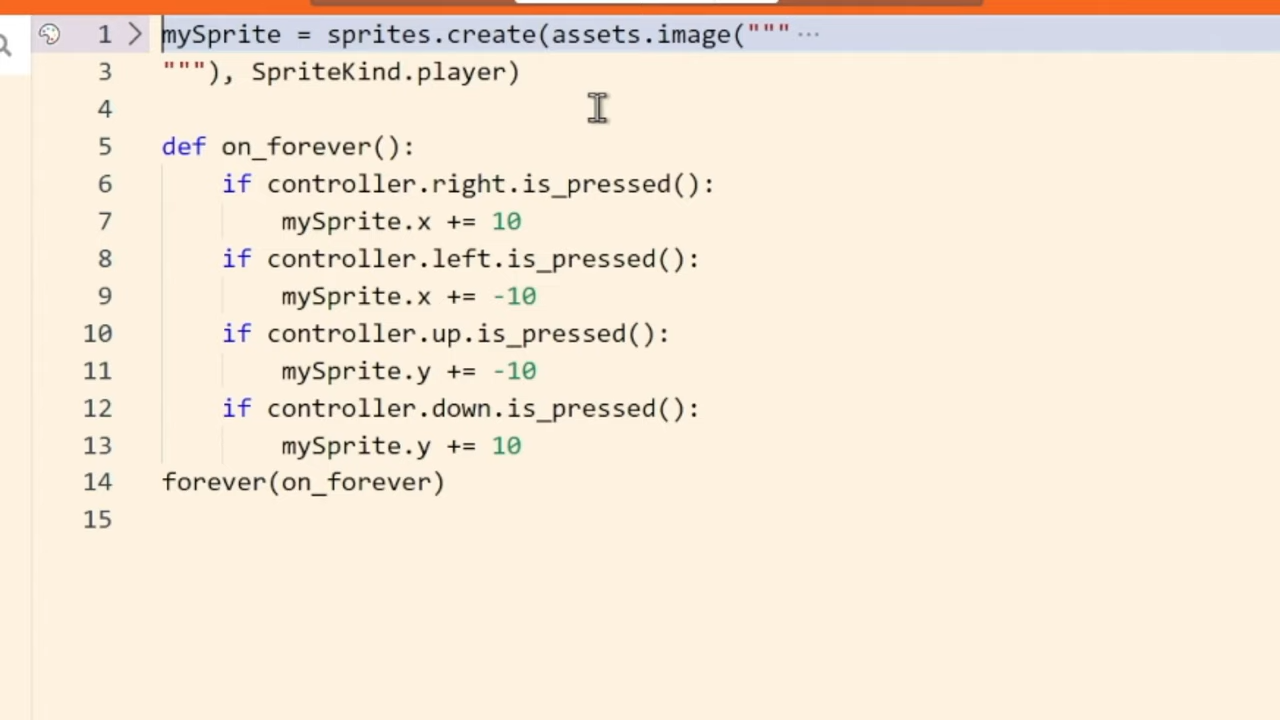 1 mySprite = sprites.create(assets.image("""···
3 """), SpriteKind.player)
4
5 def on_forever():
6     if controller.right.is_pressed():
7         mySprite.x += 10
8     if controller.left.is_pressed():
9         mySprite.x += -10
10     if controller.up.is_pressed():
11         mySprite.y += -10
12     if controller.down.is_pressed():
13         mySprite.y += 10
14 forever(on_forever)
15